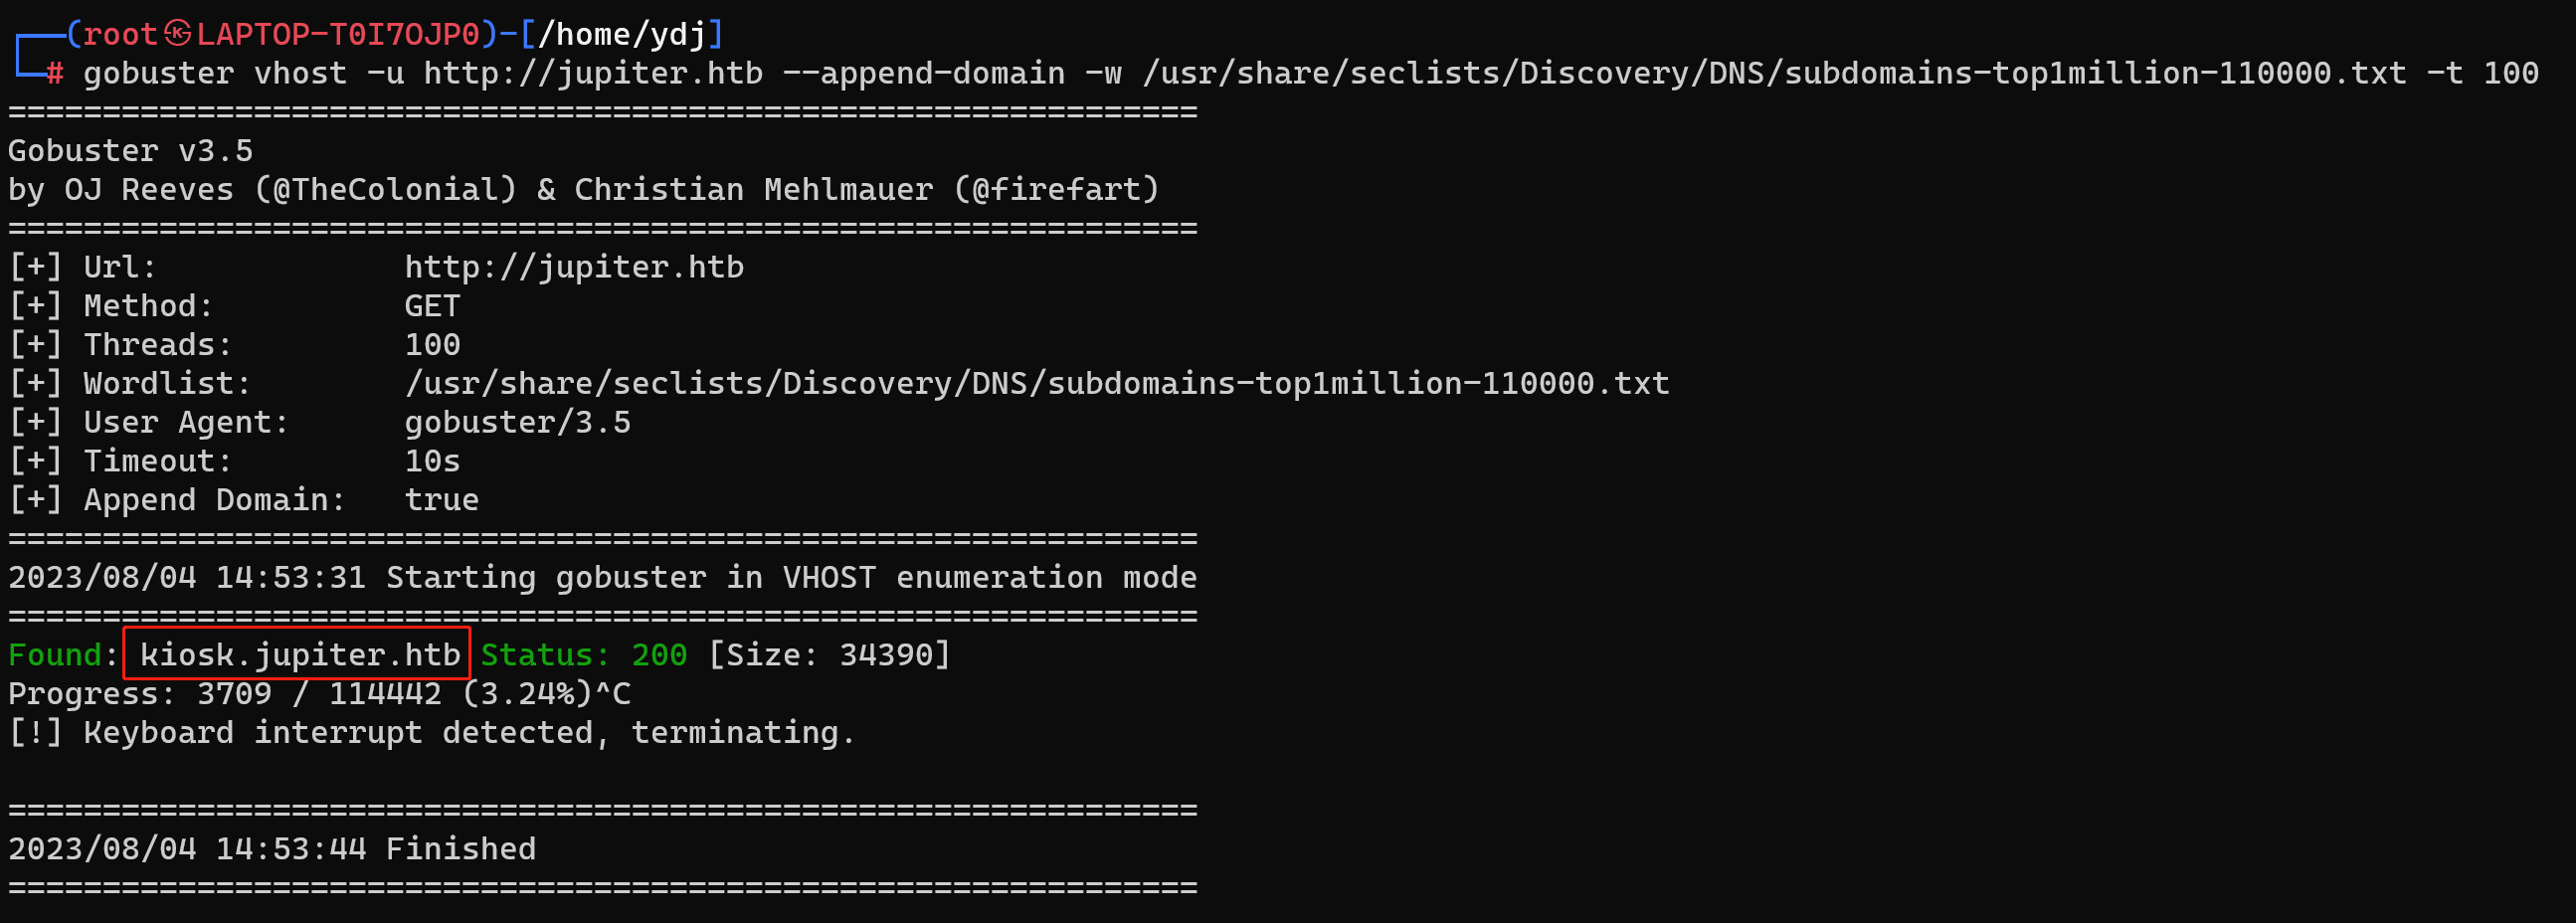 ┌──(root㉿LAPTOP-T0I7OJP0)-[/home/ydj]
└─# gobuster vhost -u http://jupiter.htb --append-domain -w /usr/share/seclists/Discovery/DNS/subdomains-top1million-110000.txt -t 100
===============================================================
Gobuster v3.5
by OJ Reeves (@TheColonial) & Christian Mehlmauer (@firefart)
===============================================================
[+] Url:             http://jupiter.htb
[+] Method:          GET
[+] Threads:         100
[+] Wordlist:        /usr/share/seclists/Discovery/DNS/subdomains-top1million-110000.txt
[+] User Agent:      gobuster/3.5
[+] Timeout:         10s
[+] Append Domain:   true
===============================================================
2023/08/04 14:53:31 Starting gobuster in VHOST enumeration mode
===============================================================
Found: kiosk.jupiter.htb Status: 200 [Size: 34390]
Progress: 3709 / 114442 (3.24%)^C
[!] Keyboard interrupt detected, terminating.

===============================================================
2023/08/04 14:53:44 Finished
===============================================================